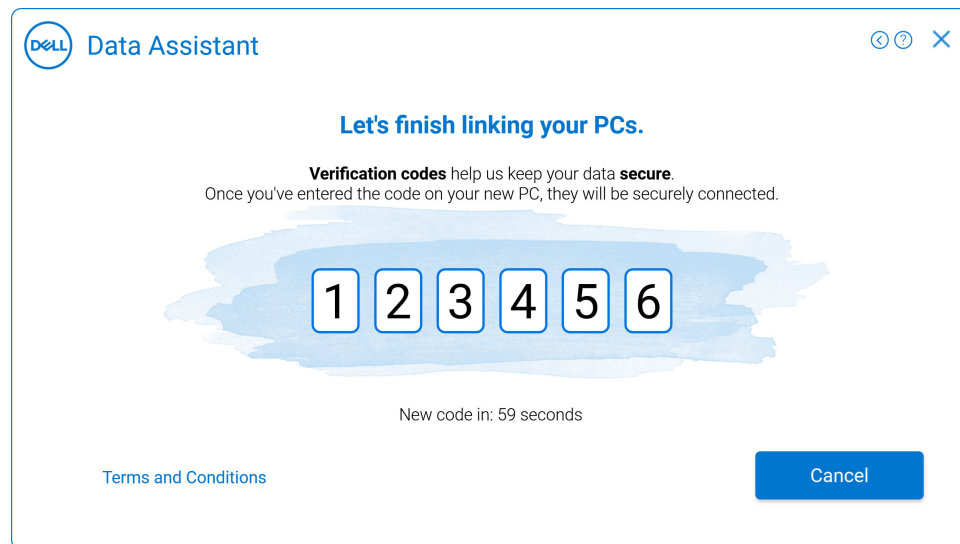 DELL Data Assistant
Let's finish linking your PCs.
Verification codes help us keep your data secure.
Once you've entered the code on your new PC, they will be securely connected.
1 2 3 4 5 6
New code in: 59 seconds
Terms and Conditions
Cancel